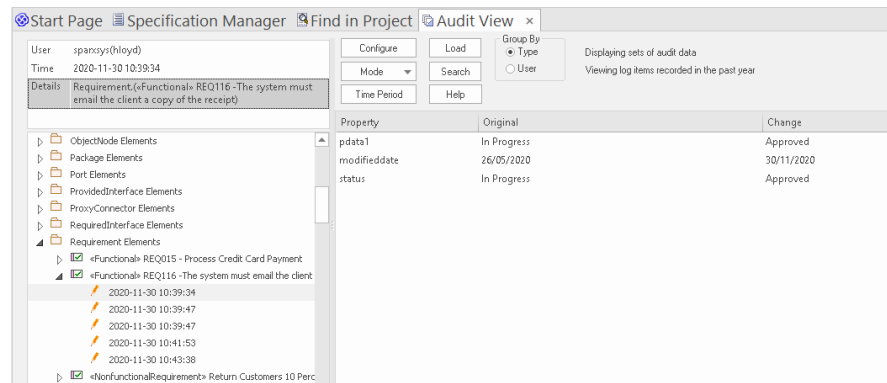 Start Page Specification Manager Find in Project Audit View ×
User sparxsys(hloyd)
Time 2020-11-30 10:39:34
Details Requirement.(«Functional» REQ116 -The system must
email the client a copy of the receipt)
Configure Load
Mode Search
Time Period Help
Group By
Type
User
Displaying sets of audit data
Viewing log items recorded in the past year
ObjectNode Elements
Package Elements
Port Elements
ProvidedInterface Elements
ProxyConnector Elements
RequiredInterface Elements
Requirement Elements
«Functional» REQ015 - Process Credit Card Payment
«Functional» REQ116 -The system must email the client
2020-11-30 10:39:34
2020-11-30 10:39:47
2020-11-30 10:39:47
2020-11-30 10:41:53
2020-11-30 10:43:38
«NonfunctionalRequirement» Return Customers 10 Perc
Property Original Change
pdata1 In Progress Approved
modifieddate 26/05/2020 30/11/2020
status In Progress Approved